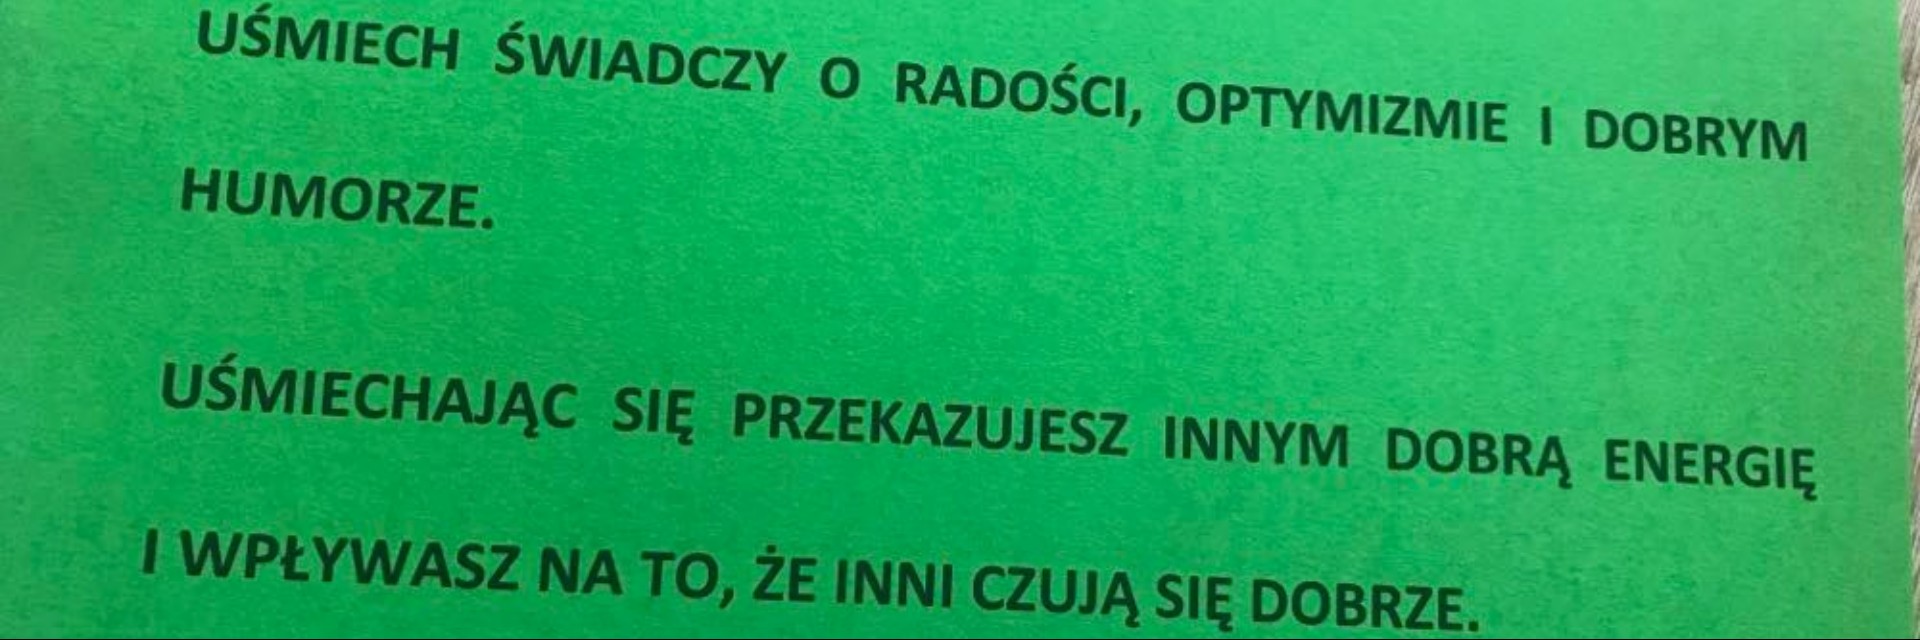 UŚMIECH ŚWIADCZY O RADOŚCI, OPTYMIZMIE I DOBRYM
HUMORZE.
UŚMIECHAJĄC SIĘ PRZEKAZUJESZ INNYM DOBRĄ ENERGIĘ
I WPŁYWASZ NA TO, ŻE INNI CZUJĄ SIĘ DOBRZE.